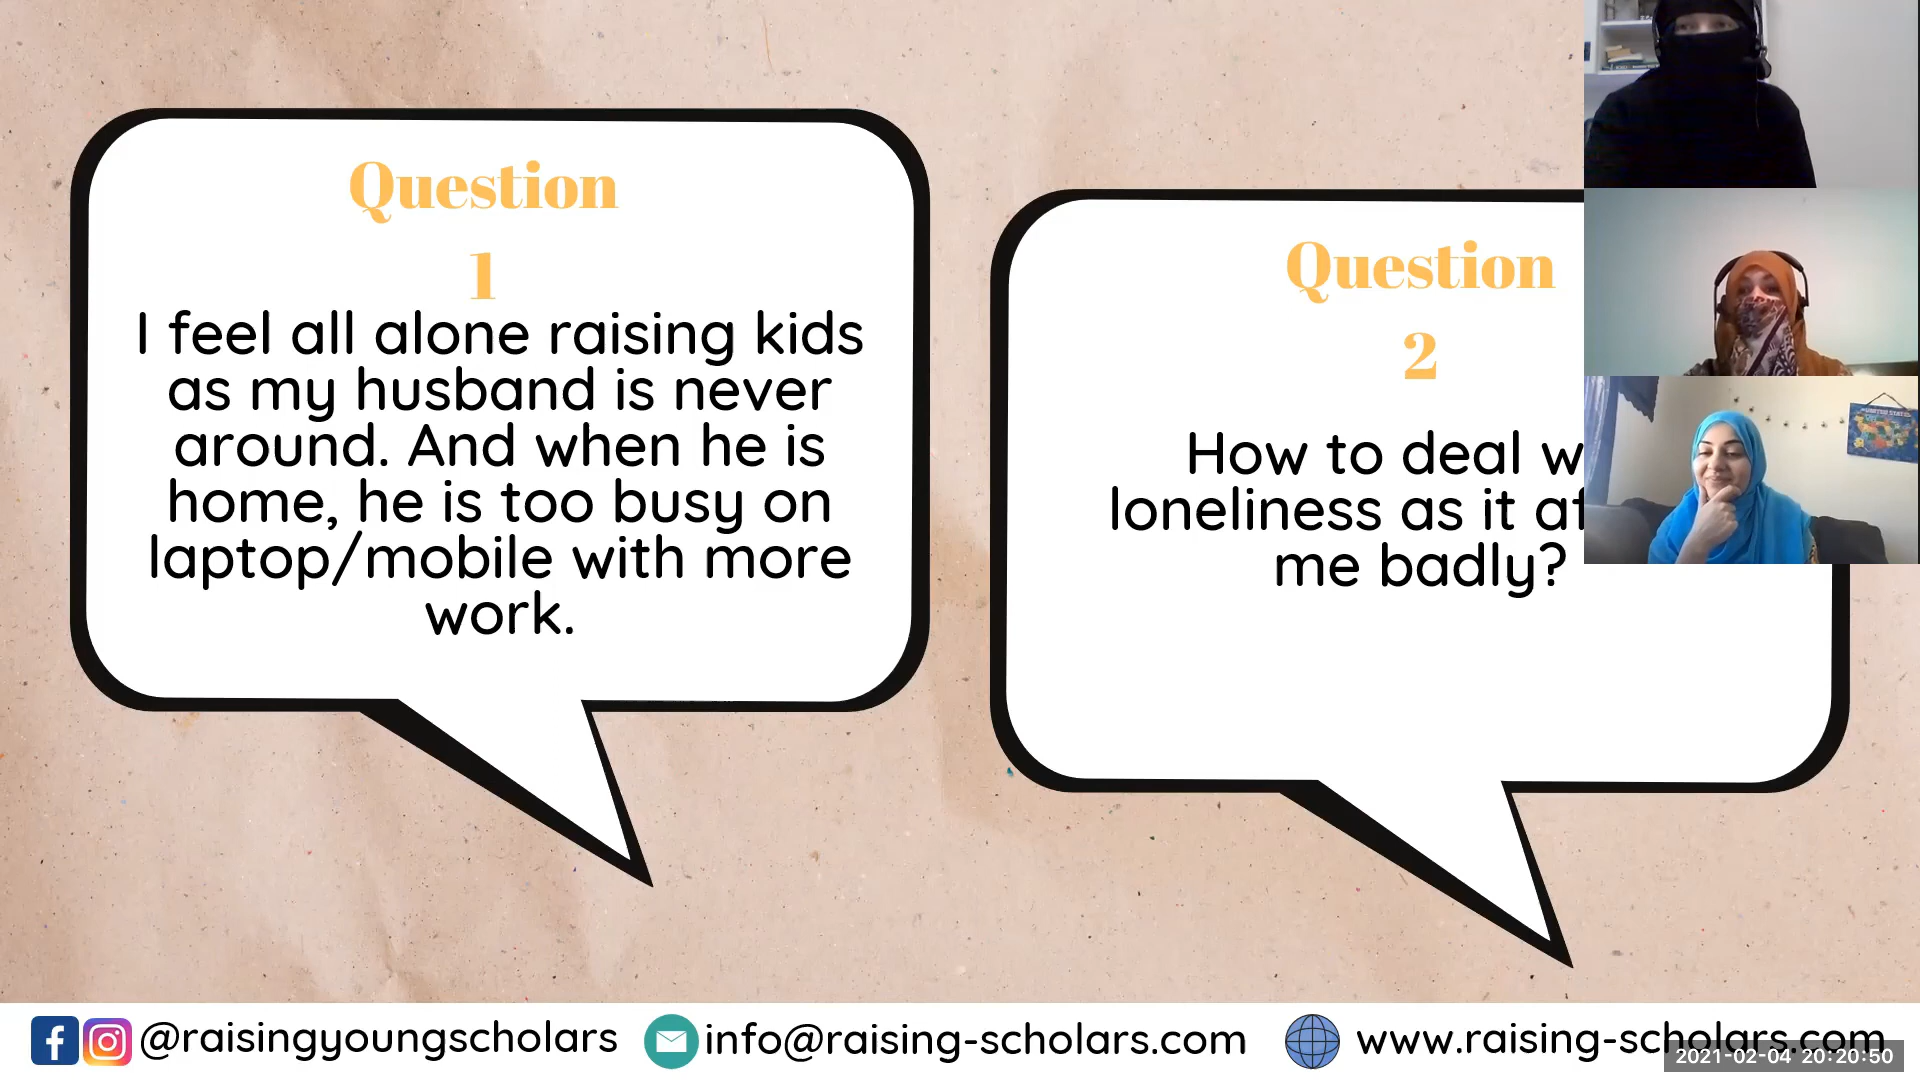 Question
1
I feel all alone raising kids
as my husband is never
around. And when he is
home, he is too busy on
laptop/mobile with more
work.
Question
2
How to deal
loneliness as it
me badly?
UNITED STATES
@raisingyoungscholars
info@raising-scholars.com
www.raising-scholars.com
2021-02-04 20:20:50